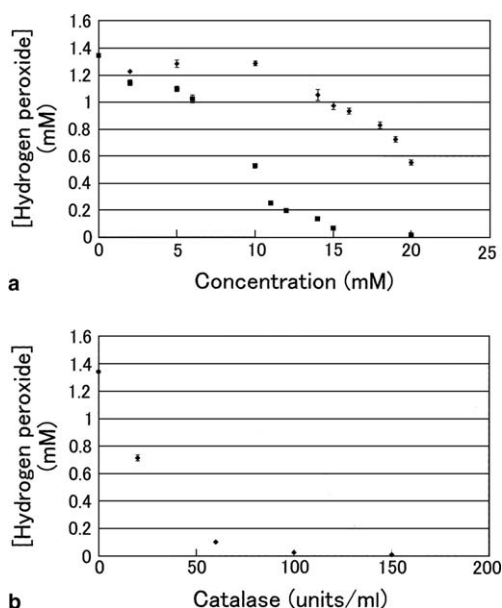 [Hydrogen peroxide]
(mM)
1.6
1.4
1.2
1
0.8
0.6
0.4
0.2
0
0 5 10 15 20 25
Concentration (mM)
a
[Hydrogen peroxide]
(mM)
1.6
1.4
1.2
1
0.8
0.6
0.4
0.2
0
0 50 100 150 200
Catalase (units/ml)
b